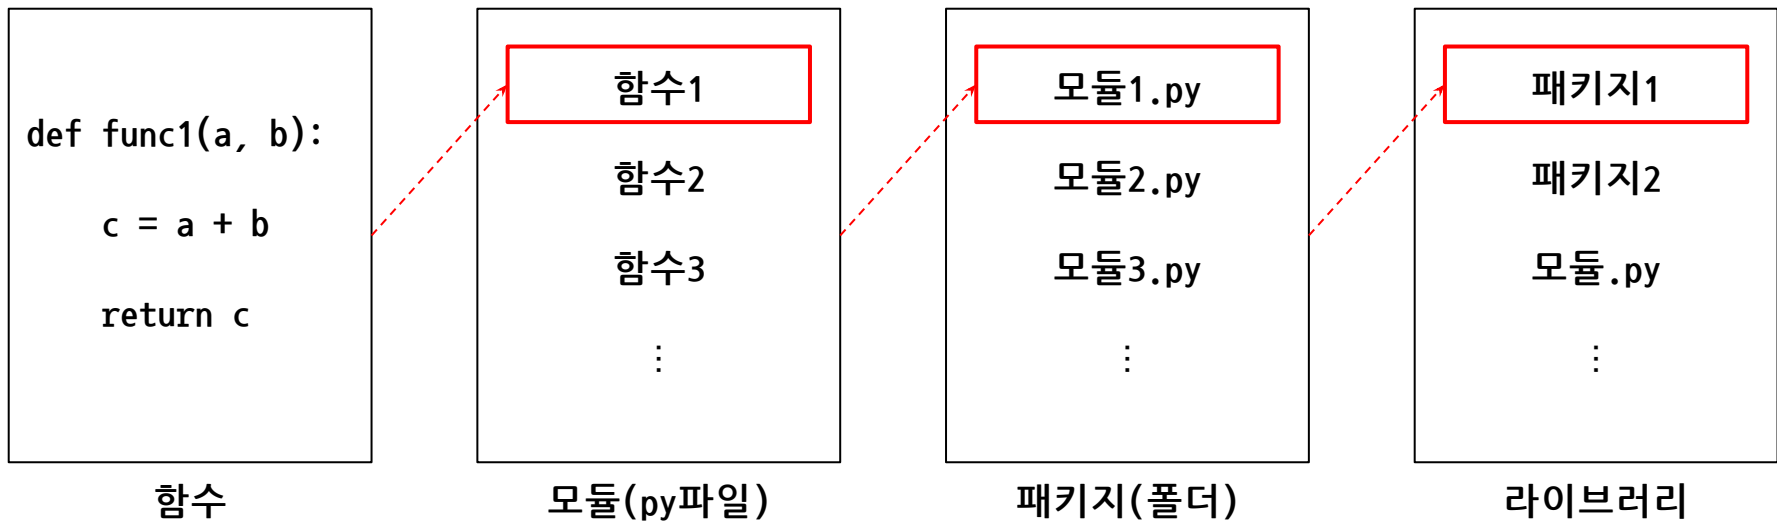 def func1(a, b):
c = a + b
return c
함수
함수1
함수2
함수3
⋮
모듈(py파일)
모듈1.py
모듈2.py
모듈3.py
⋮
패키지(폴더)
패키지1
패키지2
모듈.py
⋮
라이브러리